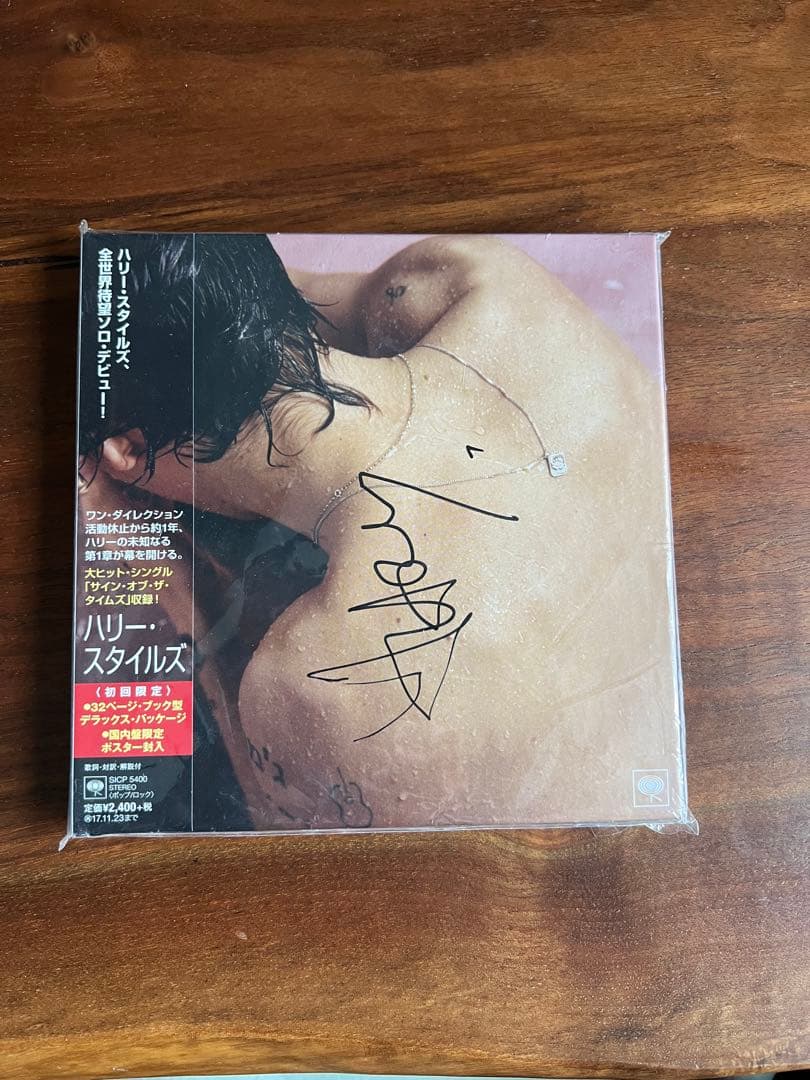 ハリー・スタイルズ、
全世界待望ソロ・デビュー！
ワン・ダイレクション
活動休止から約1年、
ハリーの未知なる
第1章が幕を開ける。
大ヒット・シングル
「サイン・オブ・ザ・
タイムズ」収録！
ハリー・
スタイルズ
〈初回限定〉
●32ページ・ブック型
デラックス・パッケージ
●国内盤限定
ポスター封入
歌詞・対訳・解説付
SICP 5400
STEREO
〈ポップ/ロック〉
定価¥2,400+税
17.11.23まで